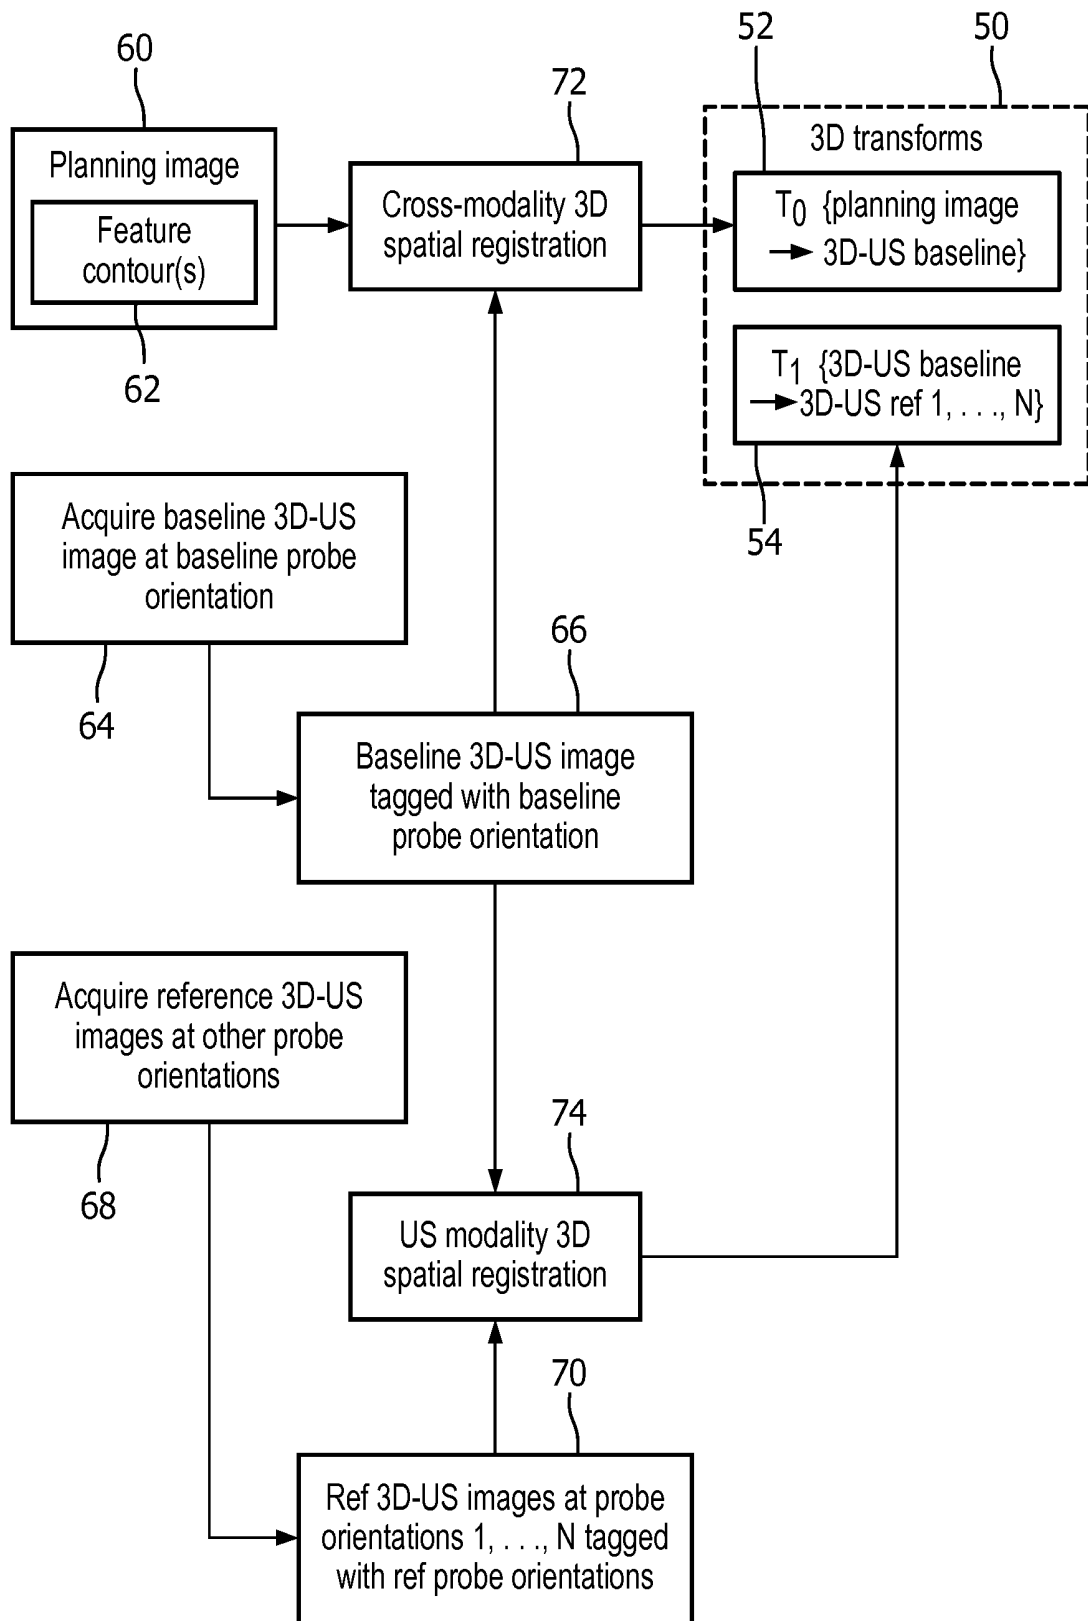 52
50
60
72
3D transforms
Planning image
Feature
contour(s)
Cross-modality 3D
spatial registration
T0 {planning image
→ 3D-US baseline}
62
T1 {3D-US baseline
→ 3D-US ref 1, . . ., N}
54
Acquire baseline 3D-US
image at baseline probe
orientation
64
66
Baseline 3D-US image
tagged with baseline
probe orientation
Acquire reference 3D-US
images at other probe
orientations
68
74
US modality 3D
spatial registration
70
Ref 3D-US images at probe
orientations 1, . . ., N tagged
with ref probe orientations